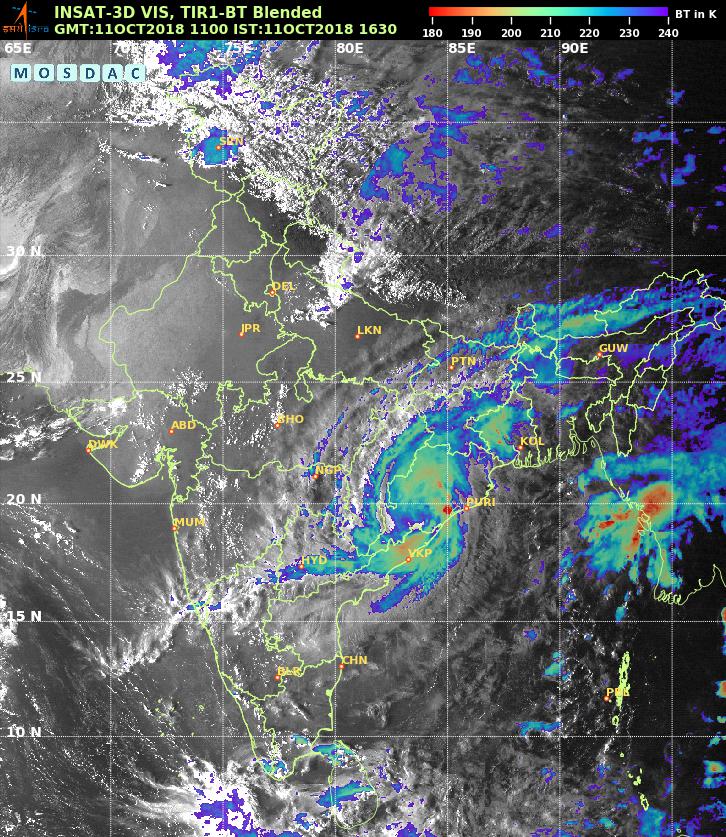 INSAT-3D VIS, TIR1-BT Blended
GMT:11OCT2018 1100 IST:11OCT2018 1630
BT in K
180 190 200 210 220 230 240
65E 70E 75E 80E 85E 90E
MOSDAC
SRN
30 N
DEL
JPR
LKN
GUW
PTN
25 N
BHO
ABD
KOL
DWK
NGP
20 N
PURI
MUM
VKP
HYD
15 N
CHN
BLR
10 N